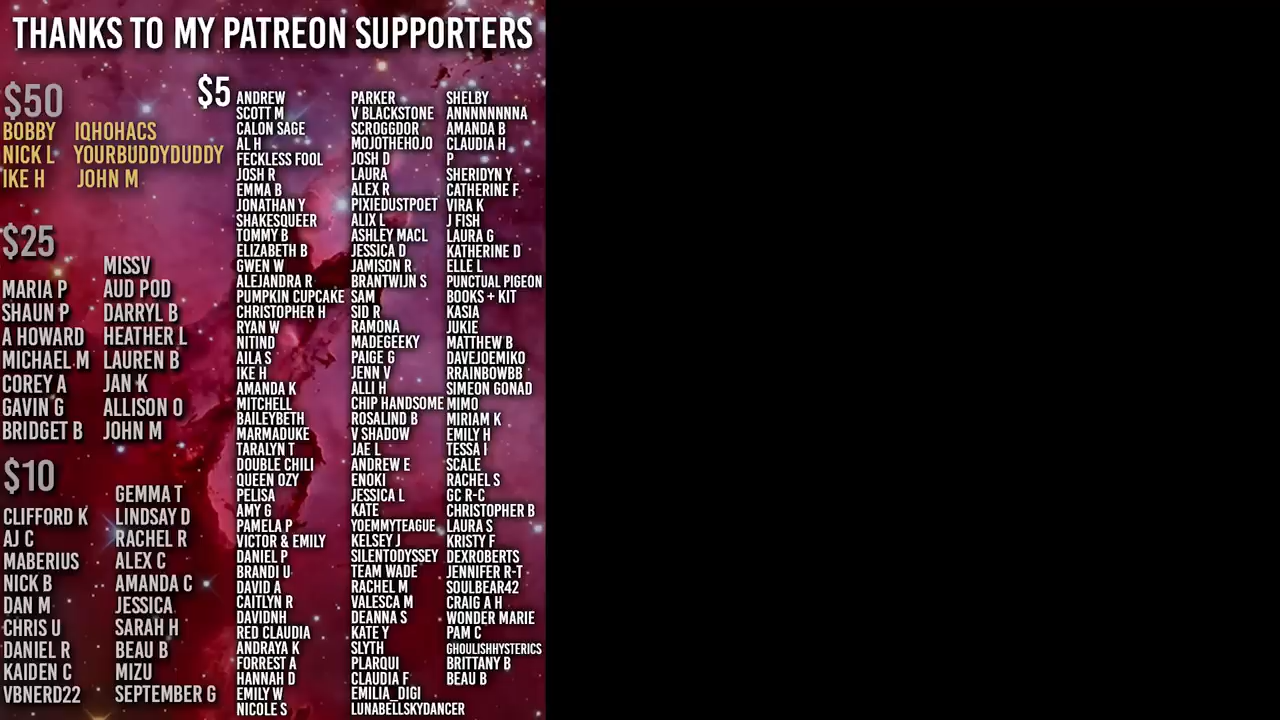 THANKS TO MY PATREON SUPPORTERS
$50
BOBBY IQHOHACS
NICK L YOURBUDDYDUDDY
IKE H JOHN M
$25
MARIA P
SHAUN P
A HOWARD
MICHAEL M
COREY A
GAVIN G
BRIDGET B
MISSV
AUD POD
DARRYL B
HEATHER L
LAUREN B
JAN K
ALLISON O
JOHN M
$10
CLIFFORD K
AJ C
MABERIUS
NICK B
DAN M
CHRIS U
DANIEL R
KAIDEN C
VBNERD22
GEMMA T
LINDSAY D
RACHEL R
ALEX C
AMANDA C
JESSICA
SARAH H
BEAU B
MIZU
SEPTEMBER G
$5
ANDREW
SCOTT M
CALON SAGE
AL H
FECKLESS FOOL
JOSH R
EMMA B
JONATHAN Y
SHAKESQUEER
TOMMY B
ELIZABETH B
GWEN W
ALEJANDRA R
PUMPKIN CUPCAKE
CHRISTOPHER H
RYAN W
NITIND
AILA S
IKE H
AMANDA K
MITCHELL
BAILEYBETH
MARMADUKE
TARALYN T
DOUBLE CHILI
QUEEN OZY
PELISA
AMY G
PAMELA P
VICTOR & EMILY
DANIEL P
BRANDI U
DAVID A
CAITLYN R
DAVIDNH
RED CLAUDIA
ANDRAYA K
FORREST A
HANNAH D
EMILY W
NICOLE S
PARKER
V BLACKSTONE
SCROGGDOR
MOJOTHEHOJO
JOSH D
LAURA
ALEX R
PIXIEDUSTPOET
ALIX L
ASHLEY MACL
JESSICA D
JAMISON R
BRANTWIJN S
SAM
SID R
RAMONA
MADEGEEKY
PAIGE G
JENN V
ALLI H
CHIP HANDSOME
ROSALIND B
V SHADOW
JAE L
ANDREW E
ENOKI
JESSICA L
KATE
YOEMMYTEAGUE
KELSEY J
SILENTODYSSEY
TEAM WADE
RACHEL M
VALESCA M
DEANNA S
KATE Y
SLYTH
PLARQUI
CLAUDIA F
EMILIA_DIGI
LUNABELLSKYDANCER
SHELBY
ANNNNNNNNA
AMANDA B
CLAUDIA H
P
SHERIDYN Y
CATHERINE F
VIRA K
J FISH
LAURA G
KATHERINE D
ELLE L
PUNCTUAL PIGEON
BOOKS + KIT
KASIA
JUKIE
MATTHEW B
DAVEJOEMIKO
RRAINBOWBB
SIMEON GONAD
MIMO
MIRIAM K
EMILY H
TESSA I
SCALE
RACHEL S
GC R-C
CHRISTOPHER B
LAURA S
KRISTY F
DEXROBERTS
JENNIFER R-T
SOULBEAR42
CRAIG A H
WONDER MARIE
PAM C
GHOULISHHYSTERICS
BRITTANY B
BEAU B